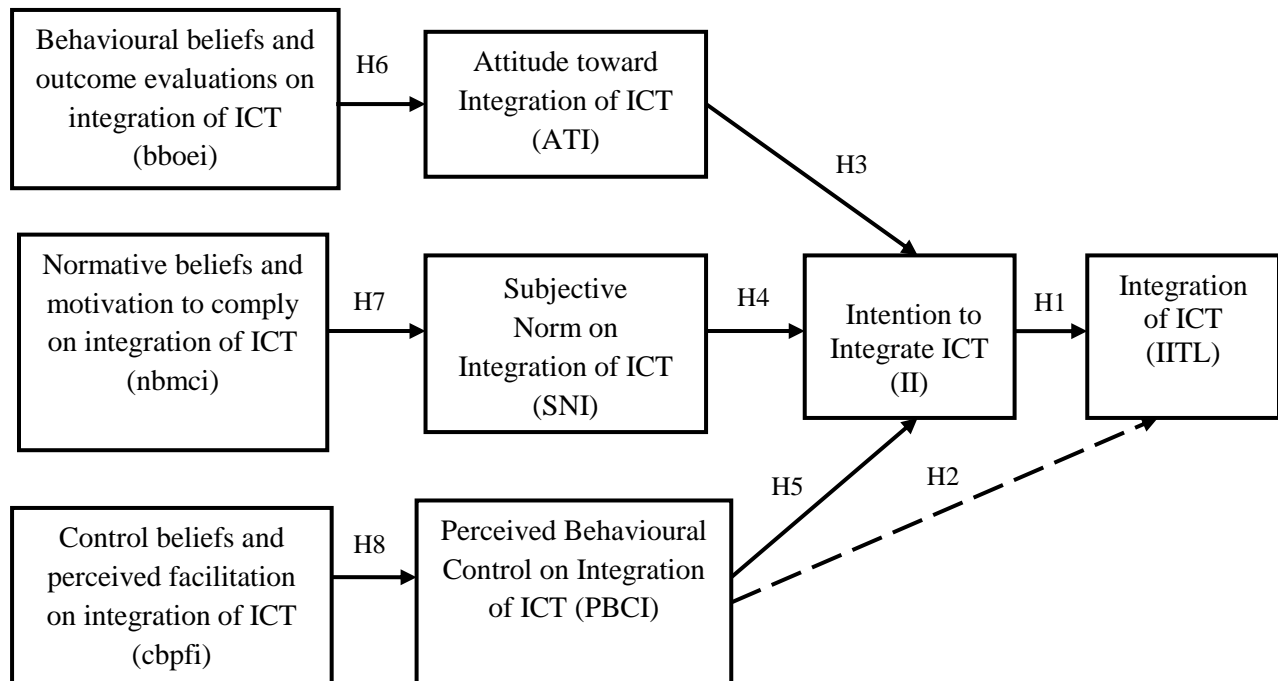 Behavioural beliefs and
outcome evaluations on
integration of ICT
(bboei)
H6
Attitude toward
Integration of ICT
(ATI)
H3
Normative beliefs and
motivation to comply
on integration of ICT
(nbmci)
H7
Subjective
Norm on
Integration of ICT
(SNI)
H4
Intention to
Integrate ICT
(II)
H1
Integration
of ICT
(IITL)
H5
H2
Control beliefs and
perceived facilitation
on integration of ICT
(cbpfi)
H8
Perceived Behavioural
Control on Integration
of ICT (PBCI)